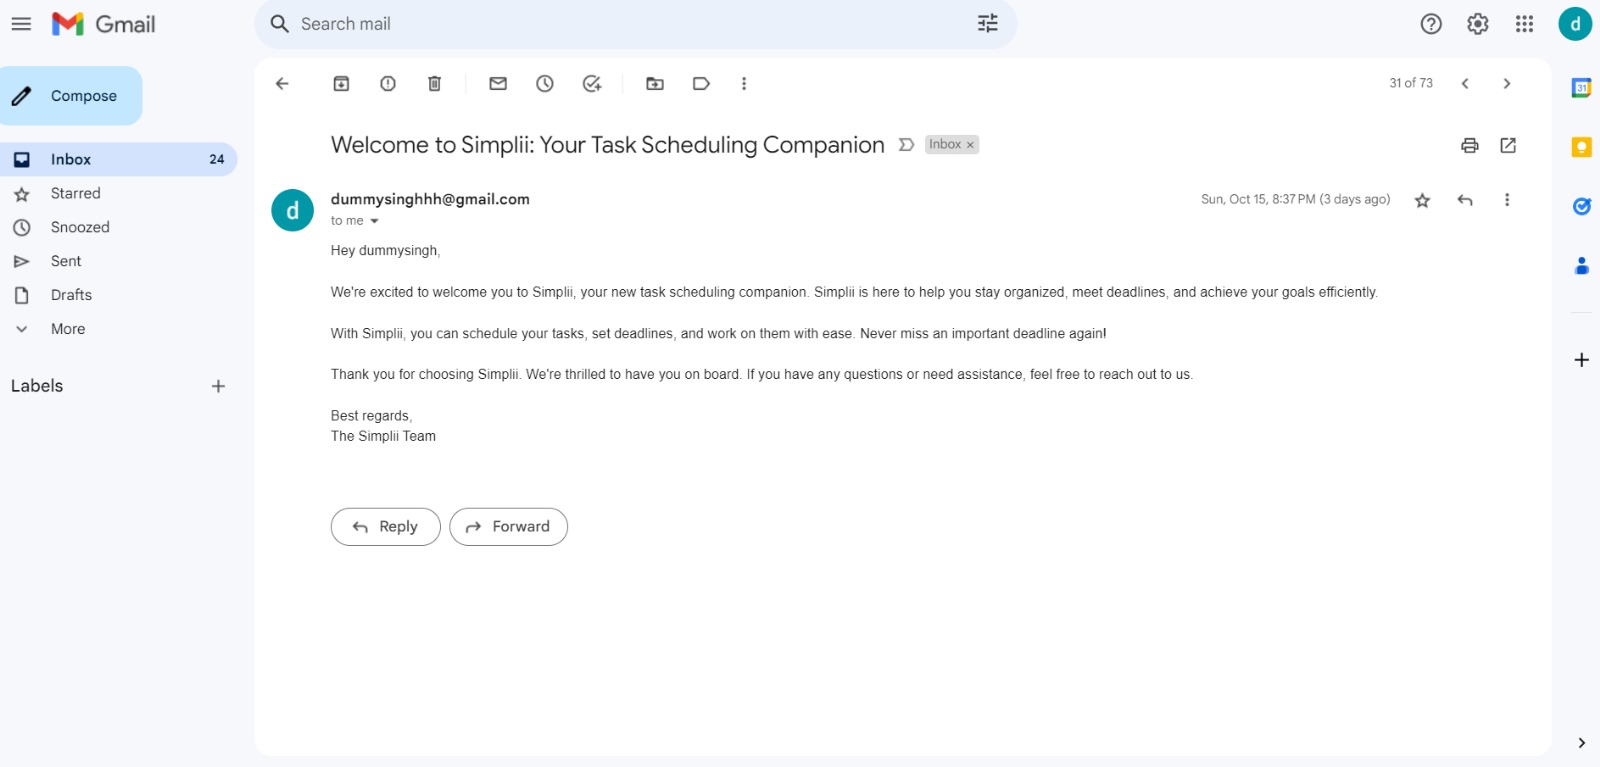 Gmail
Search mail
d
Compose
31 of 73
31
Welcome to Simplii: Your Task Scheduling Companion
Inbox ×
Inbox 24
Starred
Snoozed
Sent
Drafts
More
Labels
d
dummysinghhh@gmail.com
Sun, Oct 15, 8:37 PM (3 days ago)
to me
Hey dummysingh,
We're excited to welcome you to Simplii, your new task scheduling companion. Simplii is here to help you stay organized, meet deadlines, and achieve your goals efficiently.
With Simplii, you can schedule your tasks, set deadlines, and work on them with ease. Never miss an important deadline again!
Thank you for choosing Simplii. We're thrilled to have you on board. If you have any questions or need assistance, feel free to reach out to us.
Best regards,
The Simplii Team
Reply
Forward